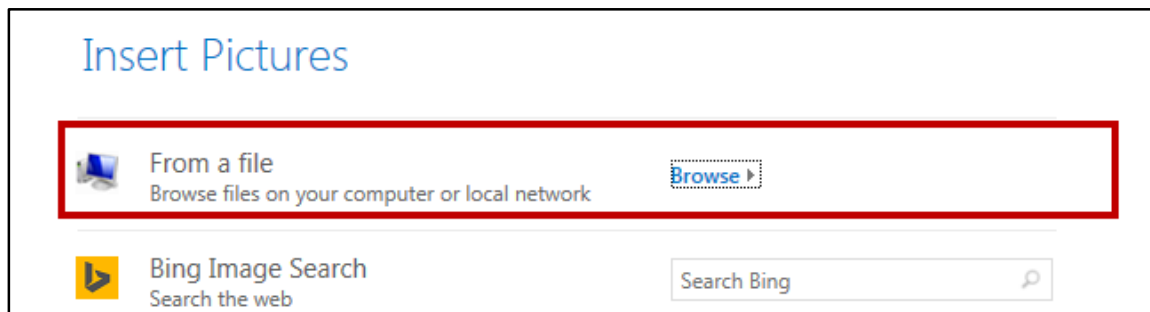 Insert Pictures
From a file
Browse files on your computer or local network
Browse
Bing Image Search
Search the web
Search Bing